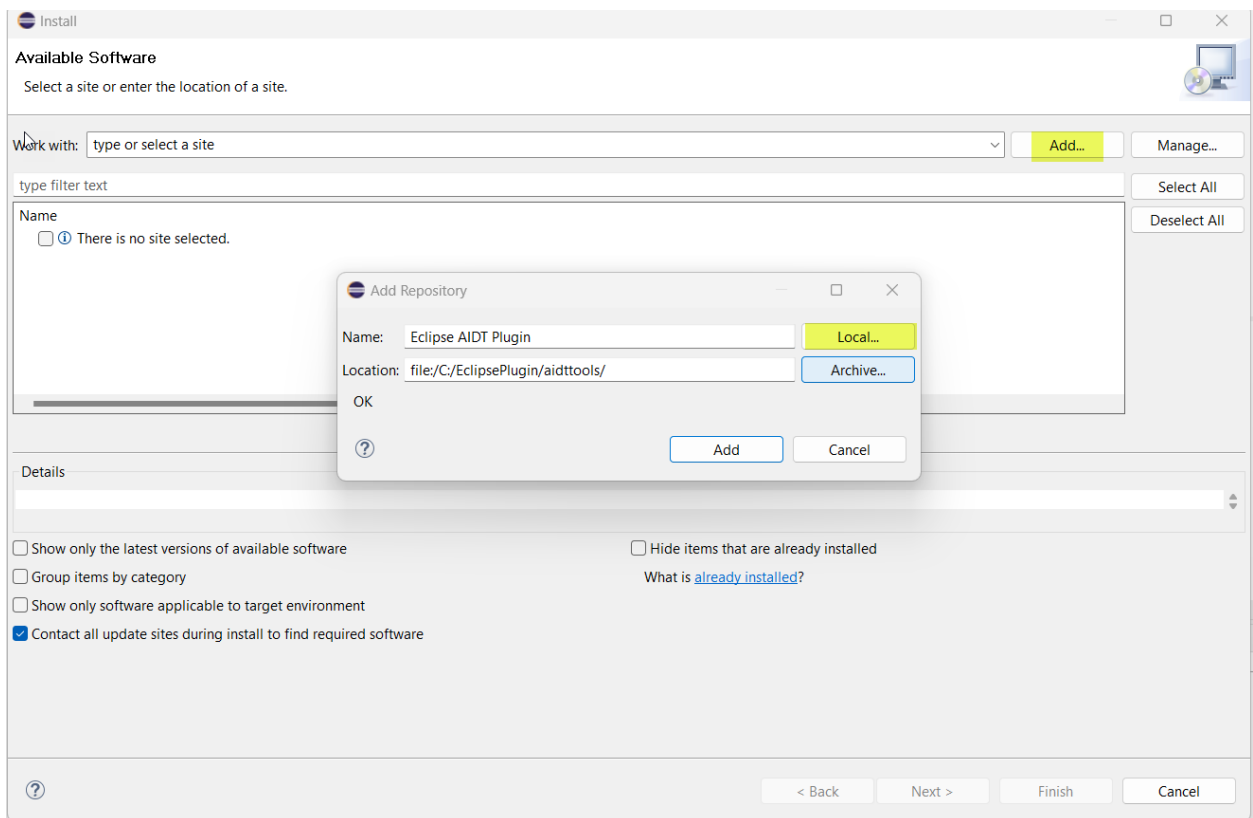 Install
Available Software
Select a site or enter the location of a site.
Work with: type or select a site Add... Manage...
type filter text Select All
Name Deselect All
There is no site selected.
Add Repository
Name: Eclipse AIDT Plugin Local...
Location: file:/C:/EclipsePlugin/aidttools/ Archive...
OK
? Add Cancel
Details
Show only the latest versions of available software Hide items that are already installed
Group items by category What is already installed?
Show only software applicable to target environment
Contact all update sites during install to find required software
? < Back Next > Finish Cancel